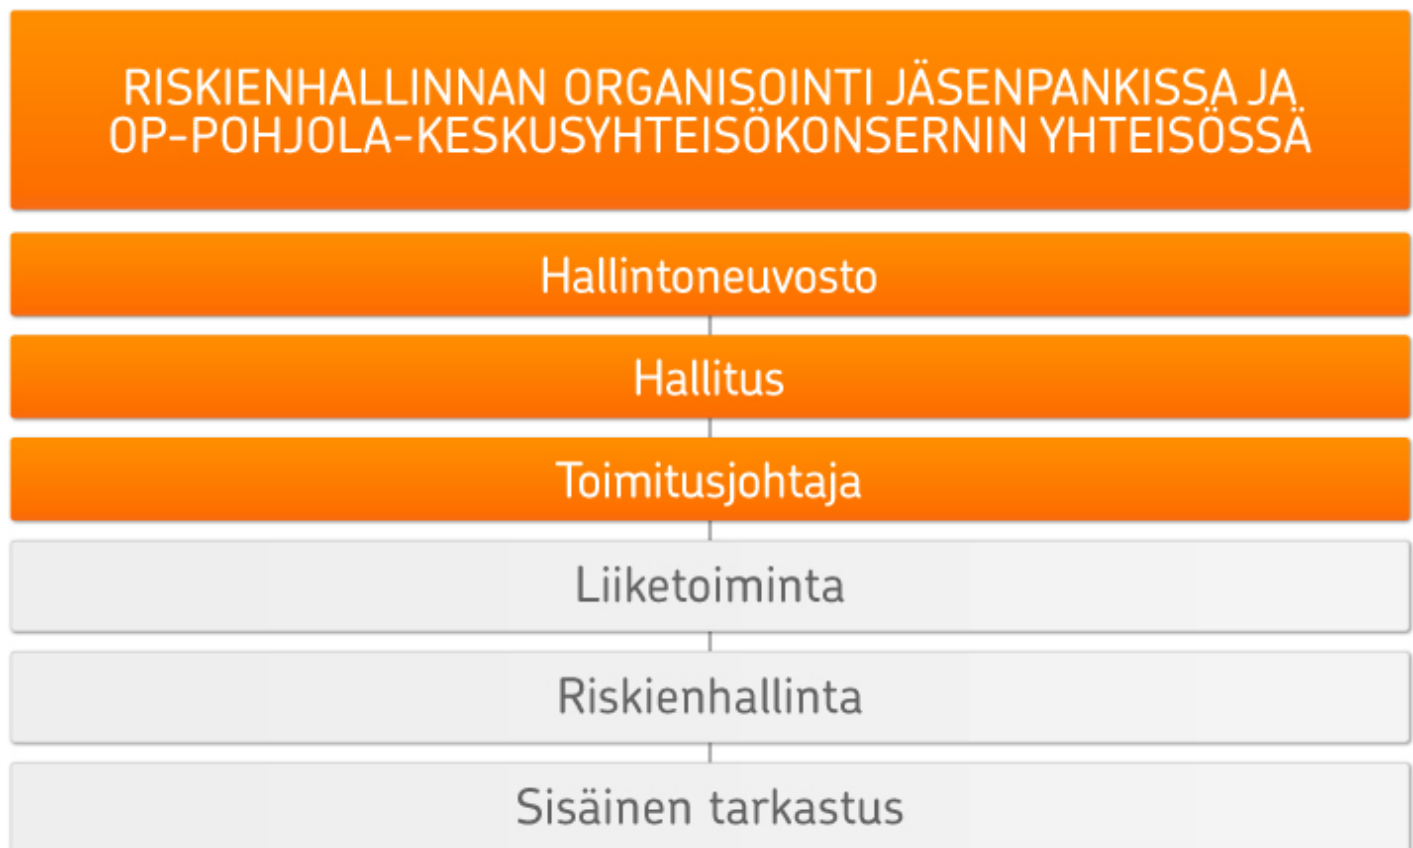 RISKIENHALLINNAN ORGANISOINTI JÄSENPANKISSA JA
OP-POHJOLA-KESKUSYHTEISÖKONSERNIN YHTEISÖSSÄ
Hallintoneuvosto
Hallitus
Toimitusjohtaja
Liiketoiminta
Riskienhallinta
Sisäinen tarkastus